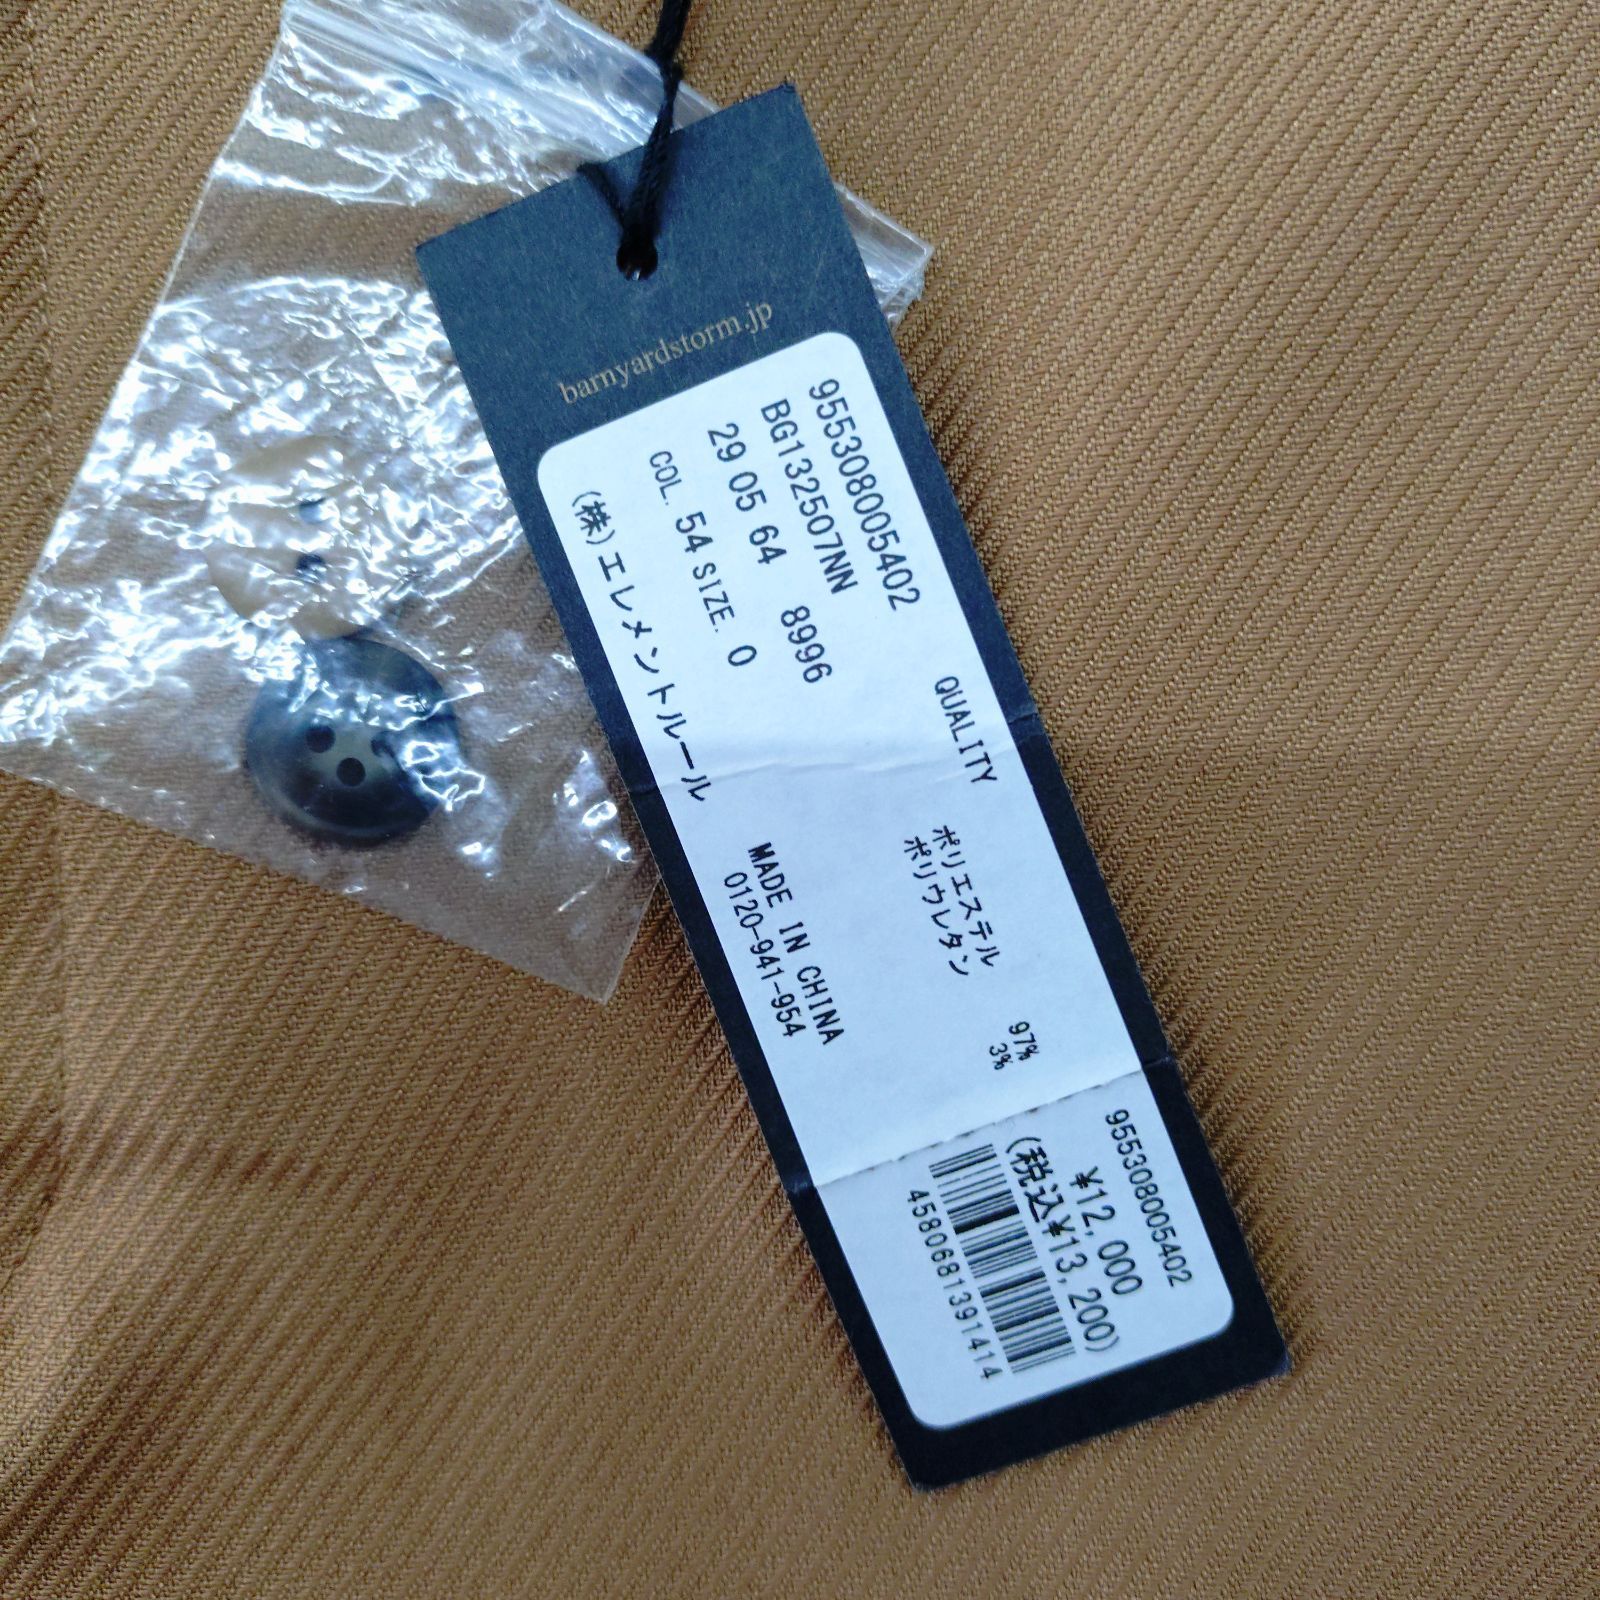 barnyardstorm.jp
955308005402
BG132507NN
29 05 64 8996
COL. 54 SIZE. 0
(株)エレメントルール
QUALITY
ポリエステル 97%
ポリウレタン 3%
MADE IN CHINA
0120-941-954
955308005402
¥12,000
(税込¥13,200)
4580681391414